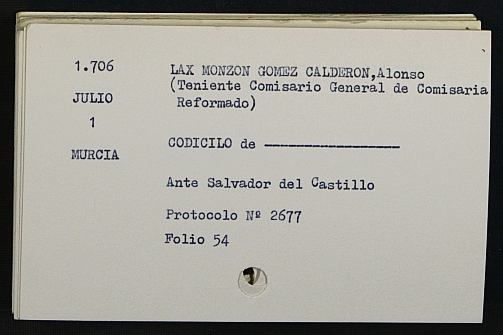 1.706
JULIO
1
MURCIA
LAX MONZON GOMEZ CALDERON,Alonso
(Teniente Comisario General de Comisaria
Reformado)
CODICILO de -----------------
Ante Salvador del Castillo
Protocolo Nº 2677
Folio 54